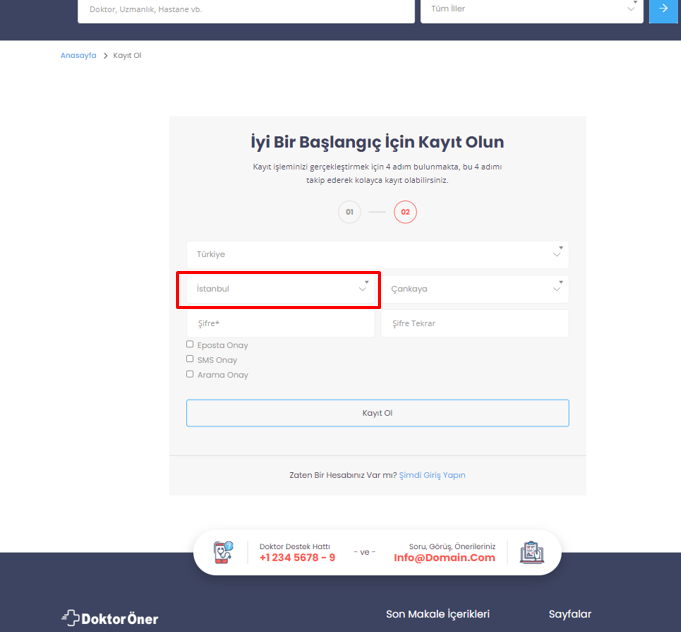 Doktor, Uzmanlık, Hastane vb.
Tüm İller
Anasayfa > Kayıt Ol
İyi Bir Başlangıç İçin Kayıt Olun
Kayıt işleminizi gerçekleştirmek için 4 adım bulunmakta, bu 4 adımı
takip ederek kolayca kayıt olabilirsiniz.
01
02
Türkiye
İstanbul
Çankaya
Şifre*
Şifre Tekrar
Eposta Onay
SMS Onay
Arama Onay
Kayıt Ol
Zaten Bir Hesabınız Var mı? Şimdi Giriş Yapın
Doktor Destek Hattı
+1 234 5678 - 9
- ve -
Soru, Görüş, Önerileriniz
Info@Domain.Com
DoktorÖner
Son Makale İçerikleri
Sayfalar